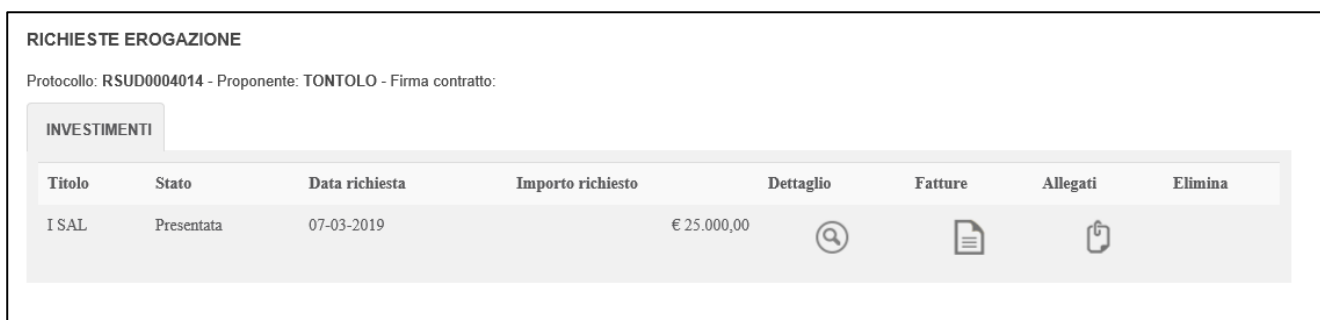 RICHIESTE EROGAZIONE
Protocollo: RSUD0004014 - Proponente: TONTOLO - Firma contratto:
INVESTIMENTI
Titolo Stato Data richiesta Importo richiesto Dettaglio Fatture Allegati Elimina
I SAL Presentata 07-03-2019 € 25.000,00